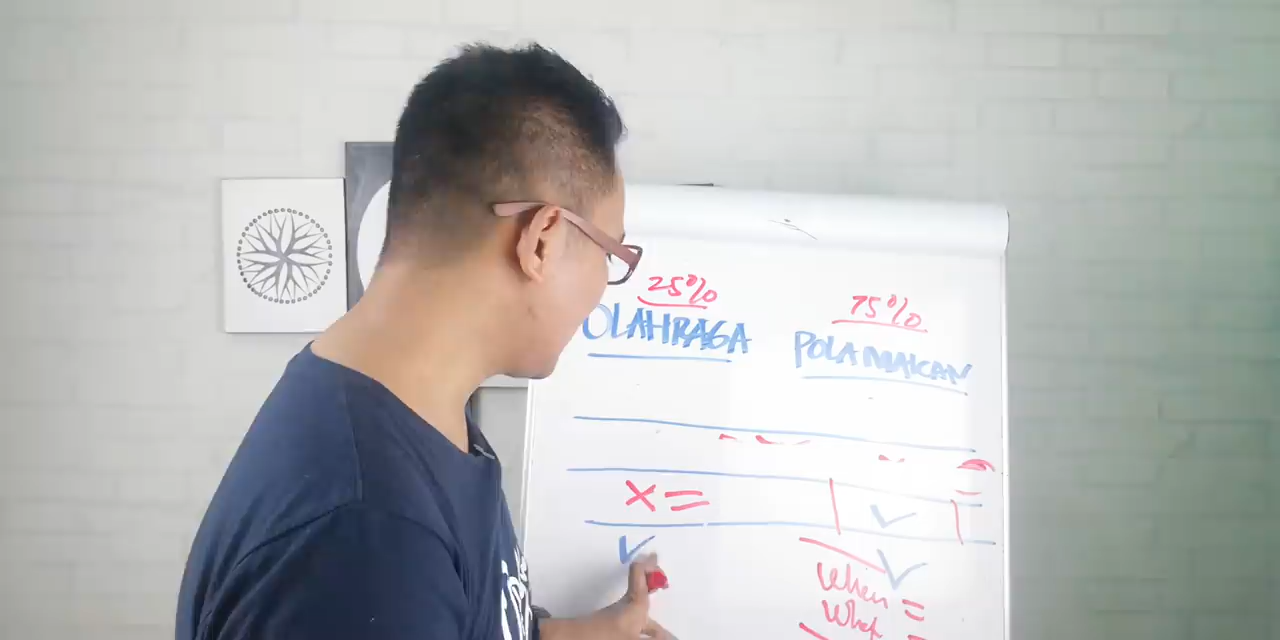 25% 75%
OLAHRAGA POLA MAKAN
X =
When =
What =